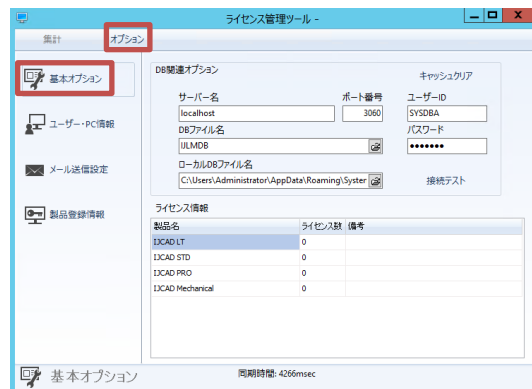 ライセンス管理ツール -
集計 オプション
基本オプション
ユーザー・PC情報
メール送信設定
製品登録情報
DB関連オプション
キャッシュクリア
サーバー名 ポート番号 ユーザーID
localhost 3060 SYSDBA
DBファイル名 パスワード
IJLMDB ●●●●●●●
ローカルDBファイル名
C:\Users\Administrator\AppData\Roaming\Syster 接続テスト
ライセンス情報
製品名 ライセンス数 備考
IJCAD LT 0
IJCAD STD 0
IJCAD PRO 0
IJCAD Mechanical 0
基本オプション 同期時間: 4266msec